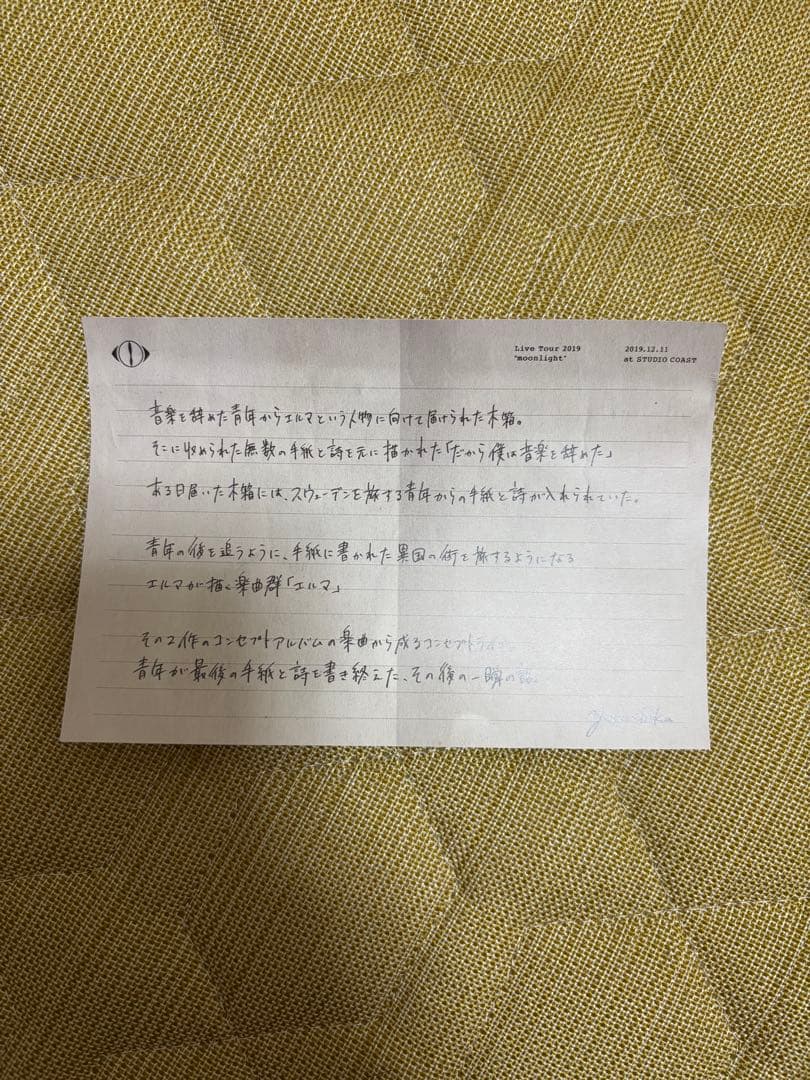 Live Tour 2019
"moonlight"
2019.12.11
at STUDIO COAST
音楽を辞めた青年からエルマという人物に向けて届けられた木箱。
そこに収められた無数の手紙と詩を元に描かれた「だから僕は音楽を辞めた」
ある日届いた木箱には、スウェーデンを旅する青年からの手紙と詩が入れられていた。
青年の後を追うように、手紙に書かれた異国の街を旅するようになる
エルマが描く楽曲群「エルマ」
その2作のコンセプトアルバムの楽曲から成るコンセプトライブ
青年が最後の手紙と詩を書き終えた、その後の一瞬の話。
Yorushika